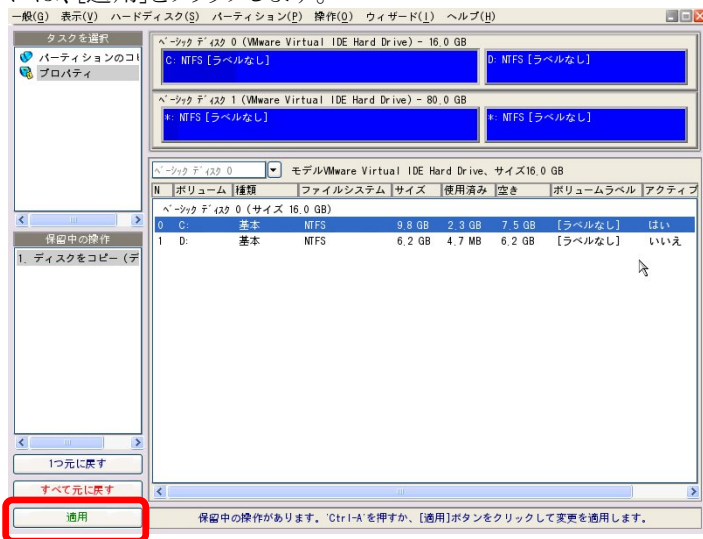 には、[適用]をクリックします。
一般(G) 表示(V) ハードディスク(S) パーティション(P) 操作(O) ウィザード(I) ヘルプ(H)
タスクを選択
パーティションのコ
プロパティ
保留中の操作
1. ディスクをコピー (デ
1つ元に戻す
すべて元に戻す
適用
ベーシック ディスク 0 (VMware Virtual IDE Hard Drive) - 16.0 GB
C: NTFS [ラベルなし] D: NTFS [ラベルなし]
ベーシック ディスク 1 (VMware Virtual IDE Hard Drive) - 80.0 GB
*: NTFS [ラベルなし] *: NTFS [ラベルなし]
ベーシック ディスク 0 モデルVMware Virtual IDE Hard Drive、サイズ16.0 GB
N ボリューム 種類 ファイルシステム サイズ 使用済み 空き ボリュームラベル アクティブ
ベーシック ディスク 0 (サイズ 16.0 GB)
0 C: 基本 NTFS 9.8 GB 2.3 GB 7.5 GB [ラベルなし] はい
1 D: 基本 NTFS 6.2 GB 4.7 MB 6.2 GB [ラベルなし] いいえ
保留中の操作があります。'Ctrl-A'を押すか、[適用]ボタンをクリックして変更を適用します。